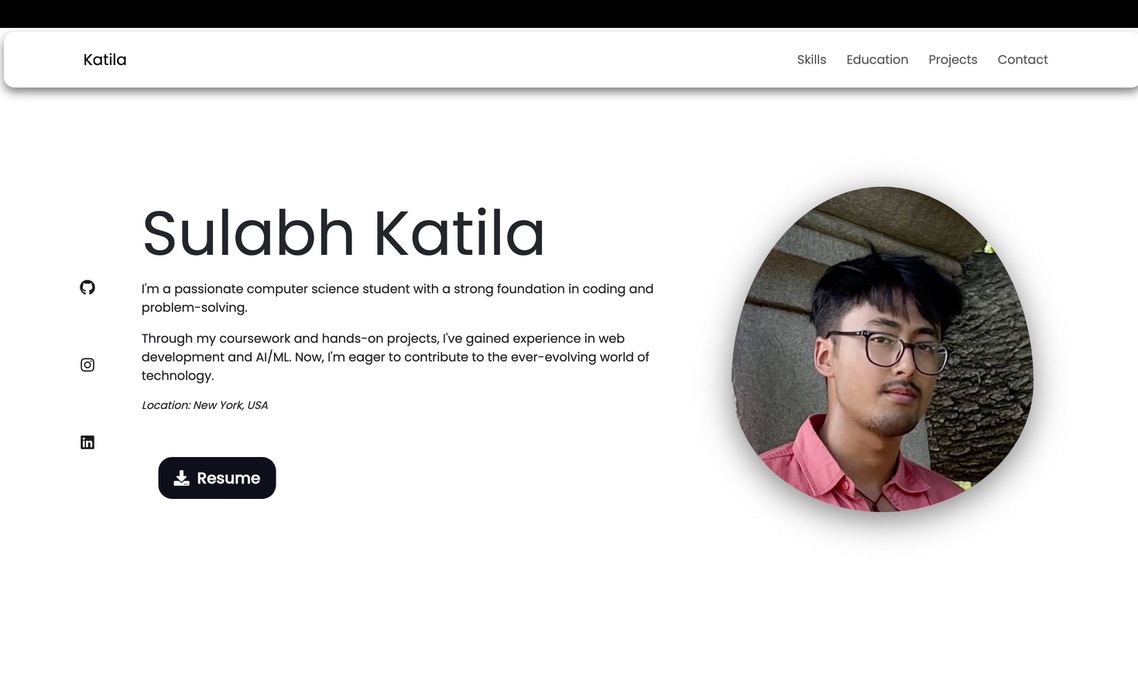 Katila
Skills
Education
Projects
Contact
Sulabh Katila
I'm a passionate computer science student with a strong foundation in coding and
problem-solving.
Through my coursework and hands-on projects, I've gained experience in web
development and AI/ML. Now, I'm eager to contribute to the ever-evolving world of
technology.
Location: New York, USA
Resume